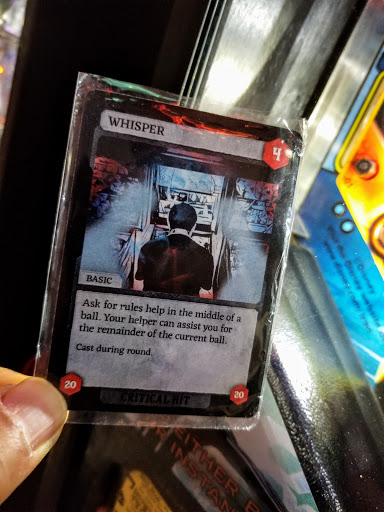 WHISPER
4
BASIC
Ask for rules help in the middle of a
ball. Your helper can assist you for
the remainder of the current ball.
Cast during round.
20
CRITICAL HIT
20
INSTAN